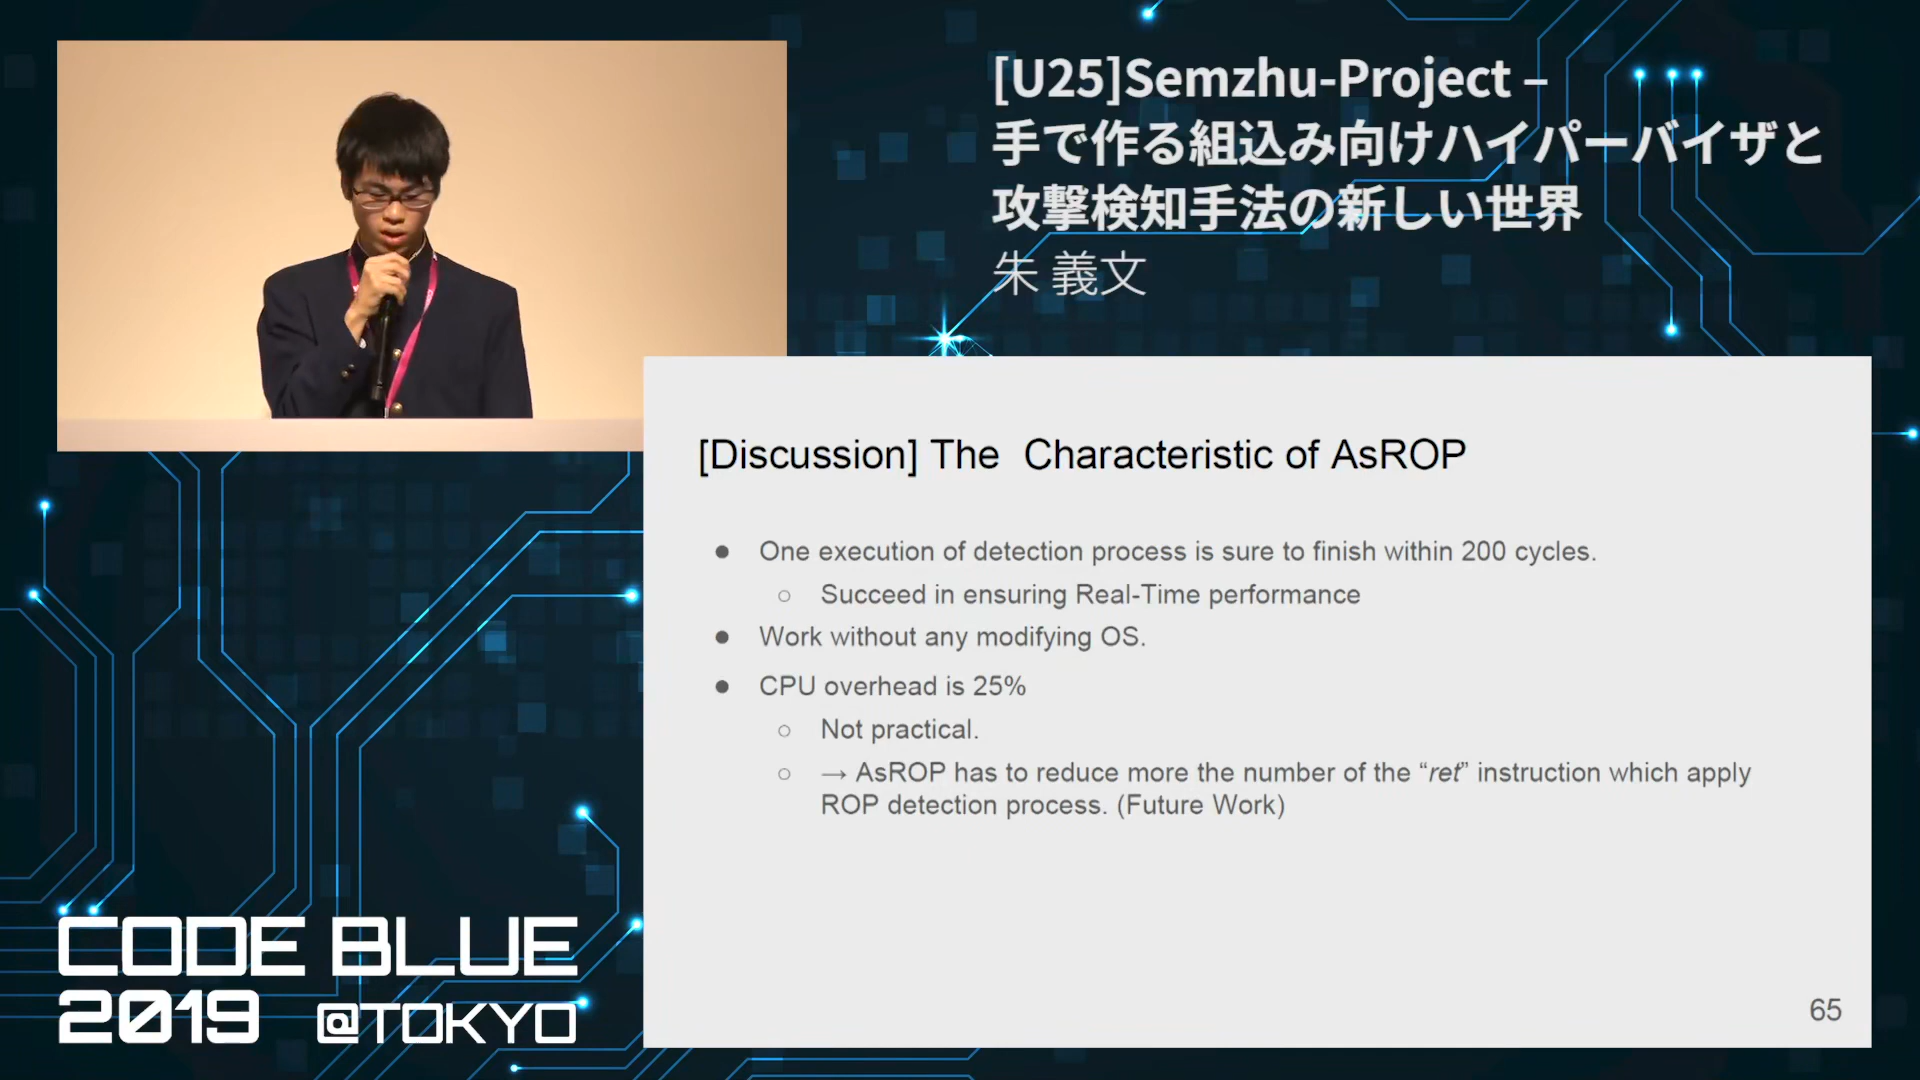 [U25]Semzhu-Project –
手で作る組込み向けハイパーバイザと
攻撃検知手法の新しい世界
朱 義文
[Discussion] The  Characteristic of AsROP
● One execution of detection process is sure to finish within 200 cycles.
○ Succeed in ensuring Real-Time performance
● Work without any modifying OS.
● CPU overhead is 25%
○ Not practical.
○ → AsROP has to reduce more the number of the “ret” instruction which apply
ROP detection process. (Future Work)
65
CODE BLUE
2019 @TOKYO